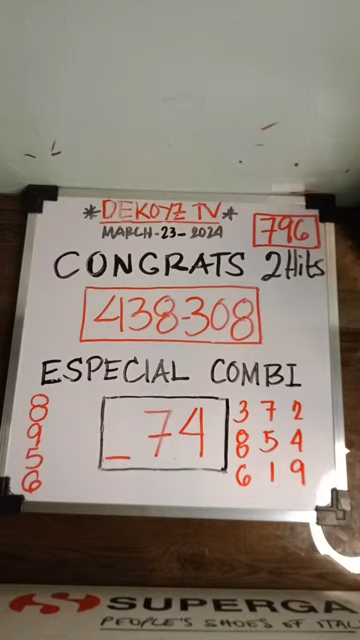 *DEKOYZ TV*
MARCH-23-2024
796
CONGRATS 2Hits
438-308
ESPECIAL COMBI
8
9
5
6
_74
3 7 2
8 5 4
6 1 9
SUPERGA
PEOPLE'S SHOES OF ITAL